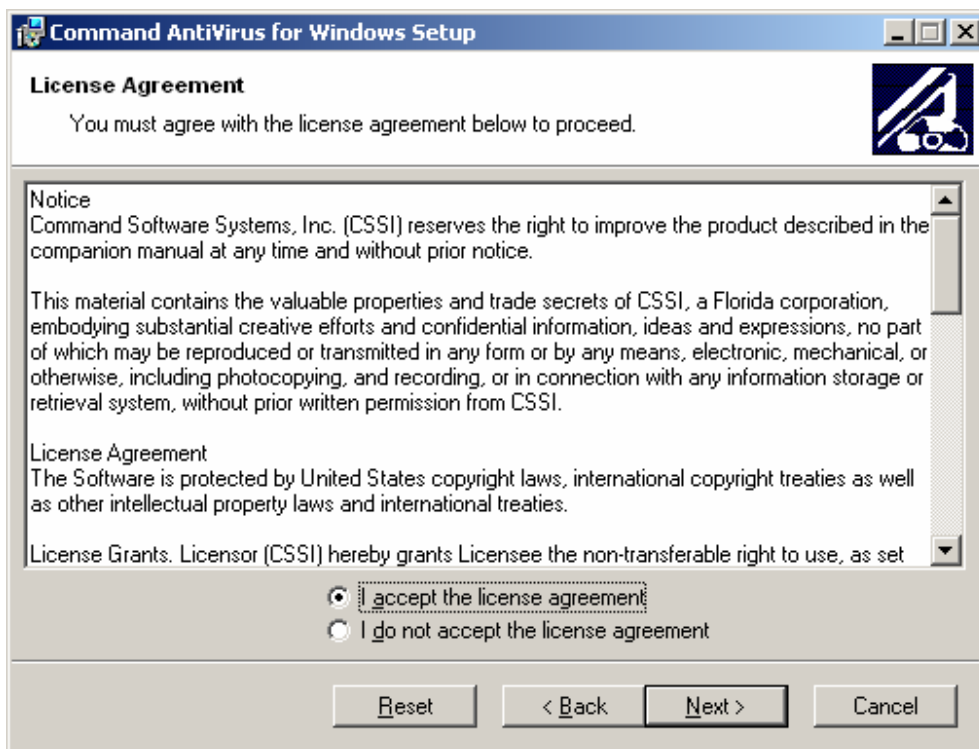 Command AntiVirus for Windows Setup
License Agreement
You must agree with the license agreement below to proceed.
Notice
Command Software Systems, Inc. (CSSI) reserves the right to improve the product described in the
companion manual at any time and without prior notice.
This material contains the valuable properties and trade secrets of CSSI, a Florida corporation,
embodying substantial creative efforts and confidential information, ideas and expressions, no part
of which may be reproduced or transmitted in any form or by any means, electronic, mechanical, or
otherwise, including photocopying, and recording, or in connection with any information storage or
retrieval system, without prior written permission from CSSI.
License Agreement
The Software is protected by United States copyright laws, international copyright treaties as well
as other intellectual property laws and international treaties.
License Grants. Licensor (CSSI) hereby grants Licensee the non-transferable right to use, as set
I accept the license agreement
I do not accept the license agreement
Reset < Back Next > Cancel